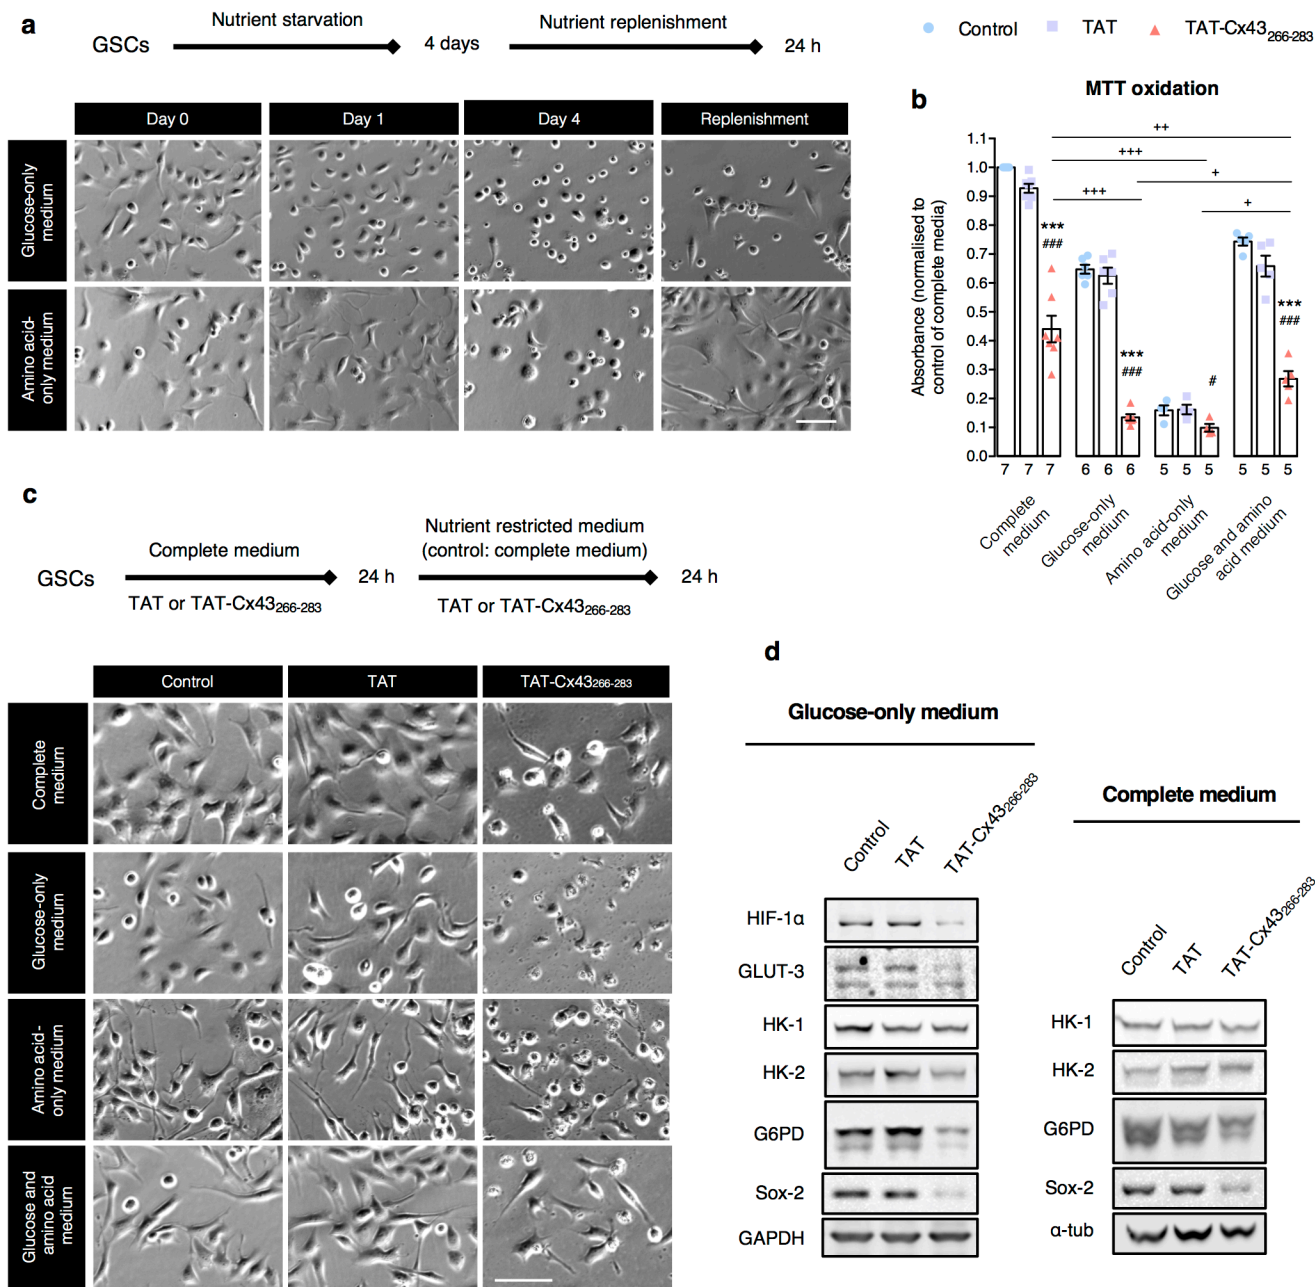 a
Nutrient starvation
Nutrient replenishment
GSCs
4 days
24 h
Day 0
Day 1
Day 4
Replenishment
Glucose-only
medium
Amino acid-
only medium
Control
TAT
TAT-Cx43266-283
b
MTT oxidation
Absorbance (normalised to
control of complete media)
1.1
1.0
0.9
0.8
0.7
0.6
0.5
0.4
0.3
0.2
0.1
0.0
++
+++
+
+++
+
***
###
***
###
#
***
###
7 7 7 6 6 6 5 5 5 5 5 5
Complete
medium
Glucose-only
medium
Amino acid-only
medium
Glucose and amino
acid medium
c
Complete medium
Nutrient restricted medium
(control: complete medium)
GSCs
24 h
24 h
TAT or TAT-Cx43266-283
TAT or TAT-Cx43266-283
Control
TAT
TAT-Cx43266-283
Complete
medium
Glucose-only
medium
Amino acid-
only medium
Glucose and
amino acid
medium
d
Glucose-only medium
Control
TAT
TAT-Cx43266-283
HIF-1α
GLUT-3
HK-1
HK-2
G6PD
Sox-2
GAPDH
Complete medium
Control
TAT
TAT-Cx43266-283
HK-1
HK-2
G6PD
Sox-2
α-tub